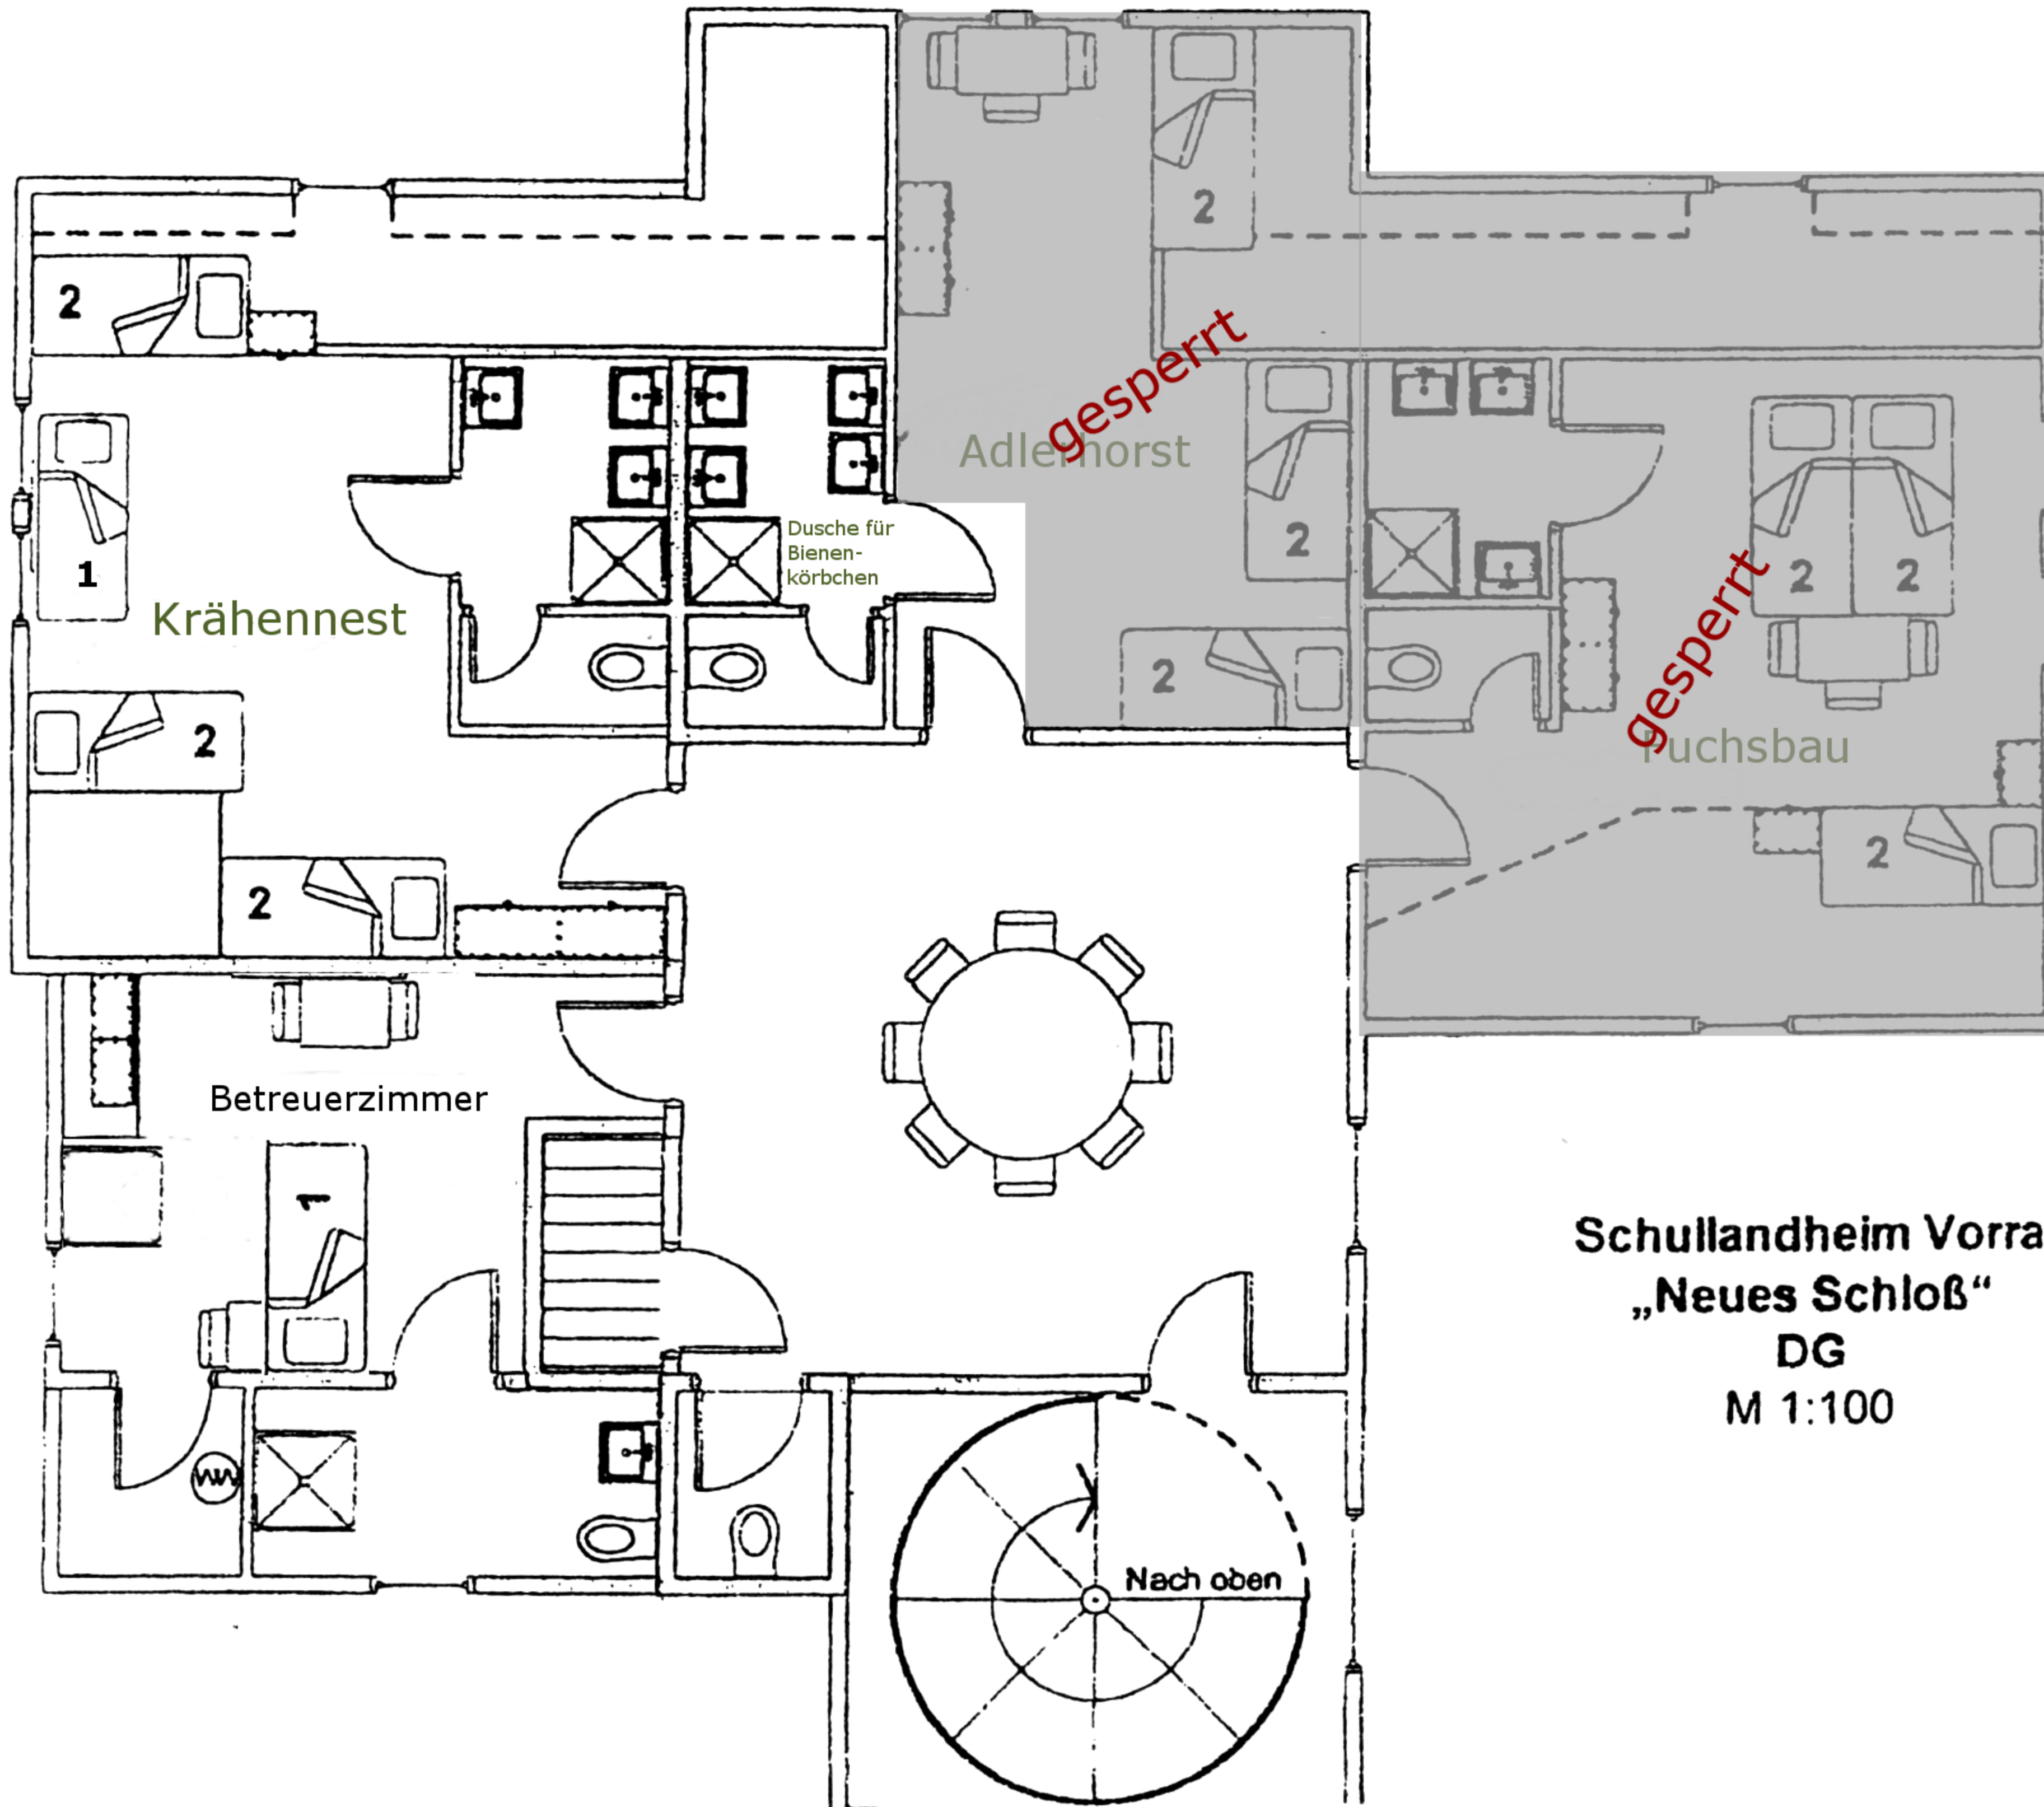 2
2
gesperrt
Adlerhorst
1
Dusche für
Bienen-
körbchen
2
2
2
gesperrt
Krähennest
2
Fuchsbau
2
2
2
Betreuerzimmer
1
Schullandheim Vorra
„Neues Schloß“
DG
M 1:100
Nach oben